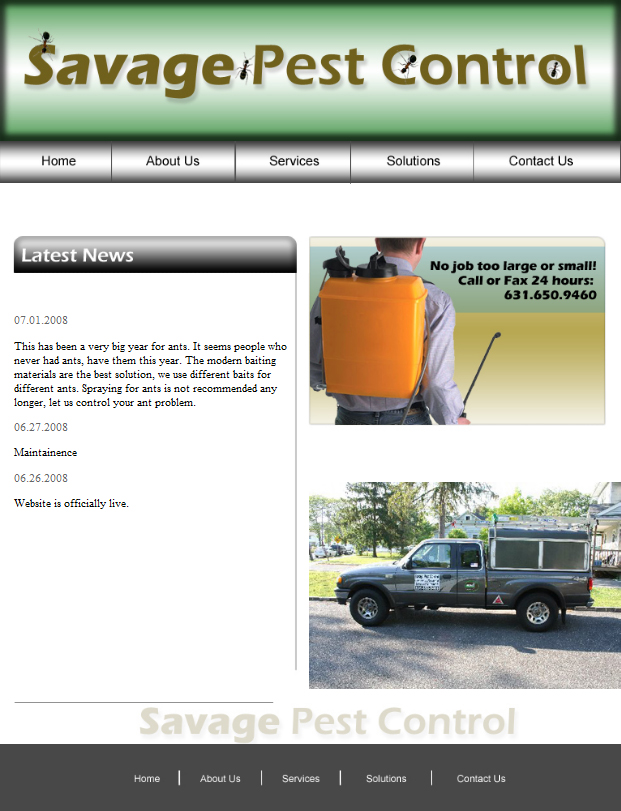 Savage Pest Control
Home
About Us
Services
Solutions
Contact Us
Latest News
07.01.2008
This has been a very big year for ants. It seems people who
never had ants, have them this year. The modern baiting
materials are the best solution, we use different baits for
different ants. Spraying for ants is not recommended any
longer, let us control your ant problem.
06.27.2008
Maintainence
06.26.2008
Website is officially live.
No job too large or small!
Call or Fax 24 hours:
631.650.9460
Savage Pest Control
Home
About Us
Services
Solutions
Contact Us